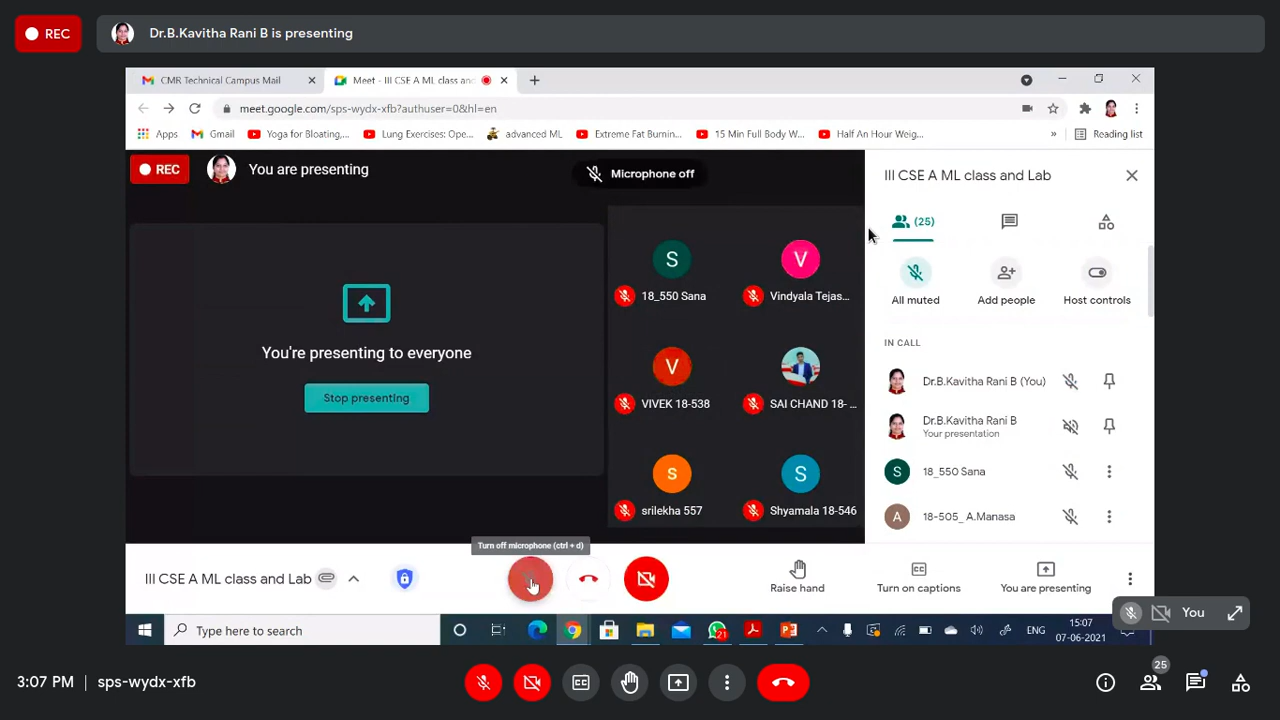 REC
Dr.B.Kavitha Rani B is presenting
CMR Technical Campus Mail
Meet - III CSE A ML class and
meet.google.com/sps-wydx-xfb?authuser=0&hl=en
Apps
Gmail
Yoga for Bloating,...
Lung Exercises: Ope...
advanced ML
Extreme Fat Burnin...
15 Min Full Body W...
Half An Hour Weig...
»
Reading list
REC
You are presenting
Microphone off
III CSE A ML class and Lab
(25)
All muted
Add people
Host controls
IN CALL
Dr.B.Kavitha Rani B (You)
Dr.B.Kavitha Rani B
Your presentation
18_550 Sana
18-505_ A.Manasa
You're presenting to everyone
Stop presenting
S
18_550 Sana
V
Vindyala Tejas...
V
VIVEK 18-538
SAI CHAND 18- ...
s
srilekha 557
S
Shyamala 18-546
S
A
Turn off microphone (ctrl + d)
III CSE A ML class and Lab
Raise hand
Turn on captions
You are presenting
You
Type here to search
21
ENG
15:07
07-06-2021
3:07 PM | sps-wydx-xfb
25